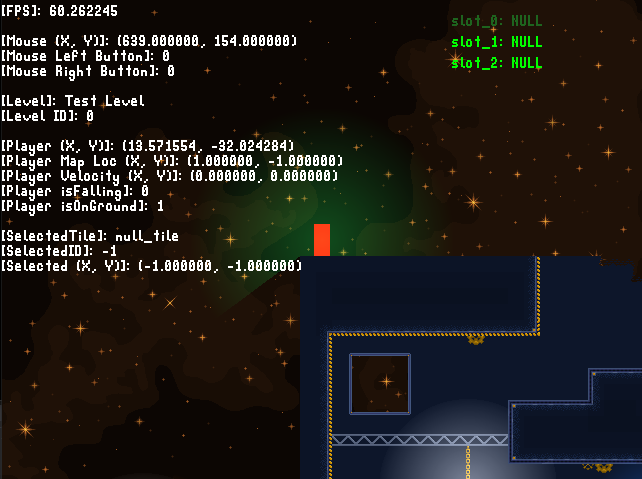 [FPS]: 60.262245
[Mouse (X, Y)]: (639.000000, 154.000000)
[Mouse Left Button]: 0
[Mouse Right Button]: 0
[Level]: Test Level
[Level ID]: 0
[Player (X, Y)]: (13.571554, -32.024284)
[Player Map Loc (X, Y)]: (1.000000, -1.000000)
[Player Velocity (X, Y)]: (0.000000, 0.000000)
[Player isFalling]: 0
[Player isOnGround]: 1
[SelectedTile]: null_tile
[SelectedID]: -1
[Selected (X, Y)]: (-1.000000, -1.000000)
slot_0: NULL
slot_1: NULL
slot_2: NULL